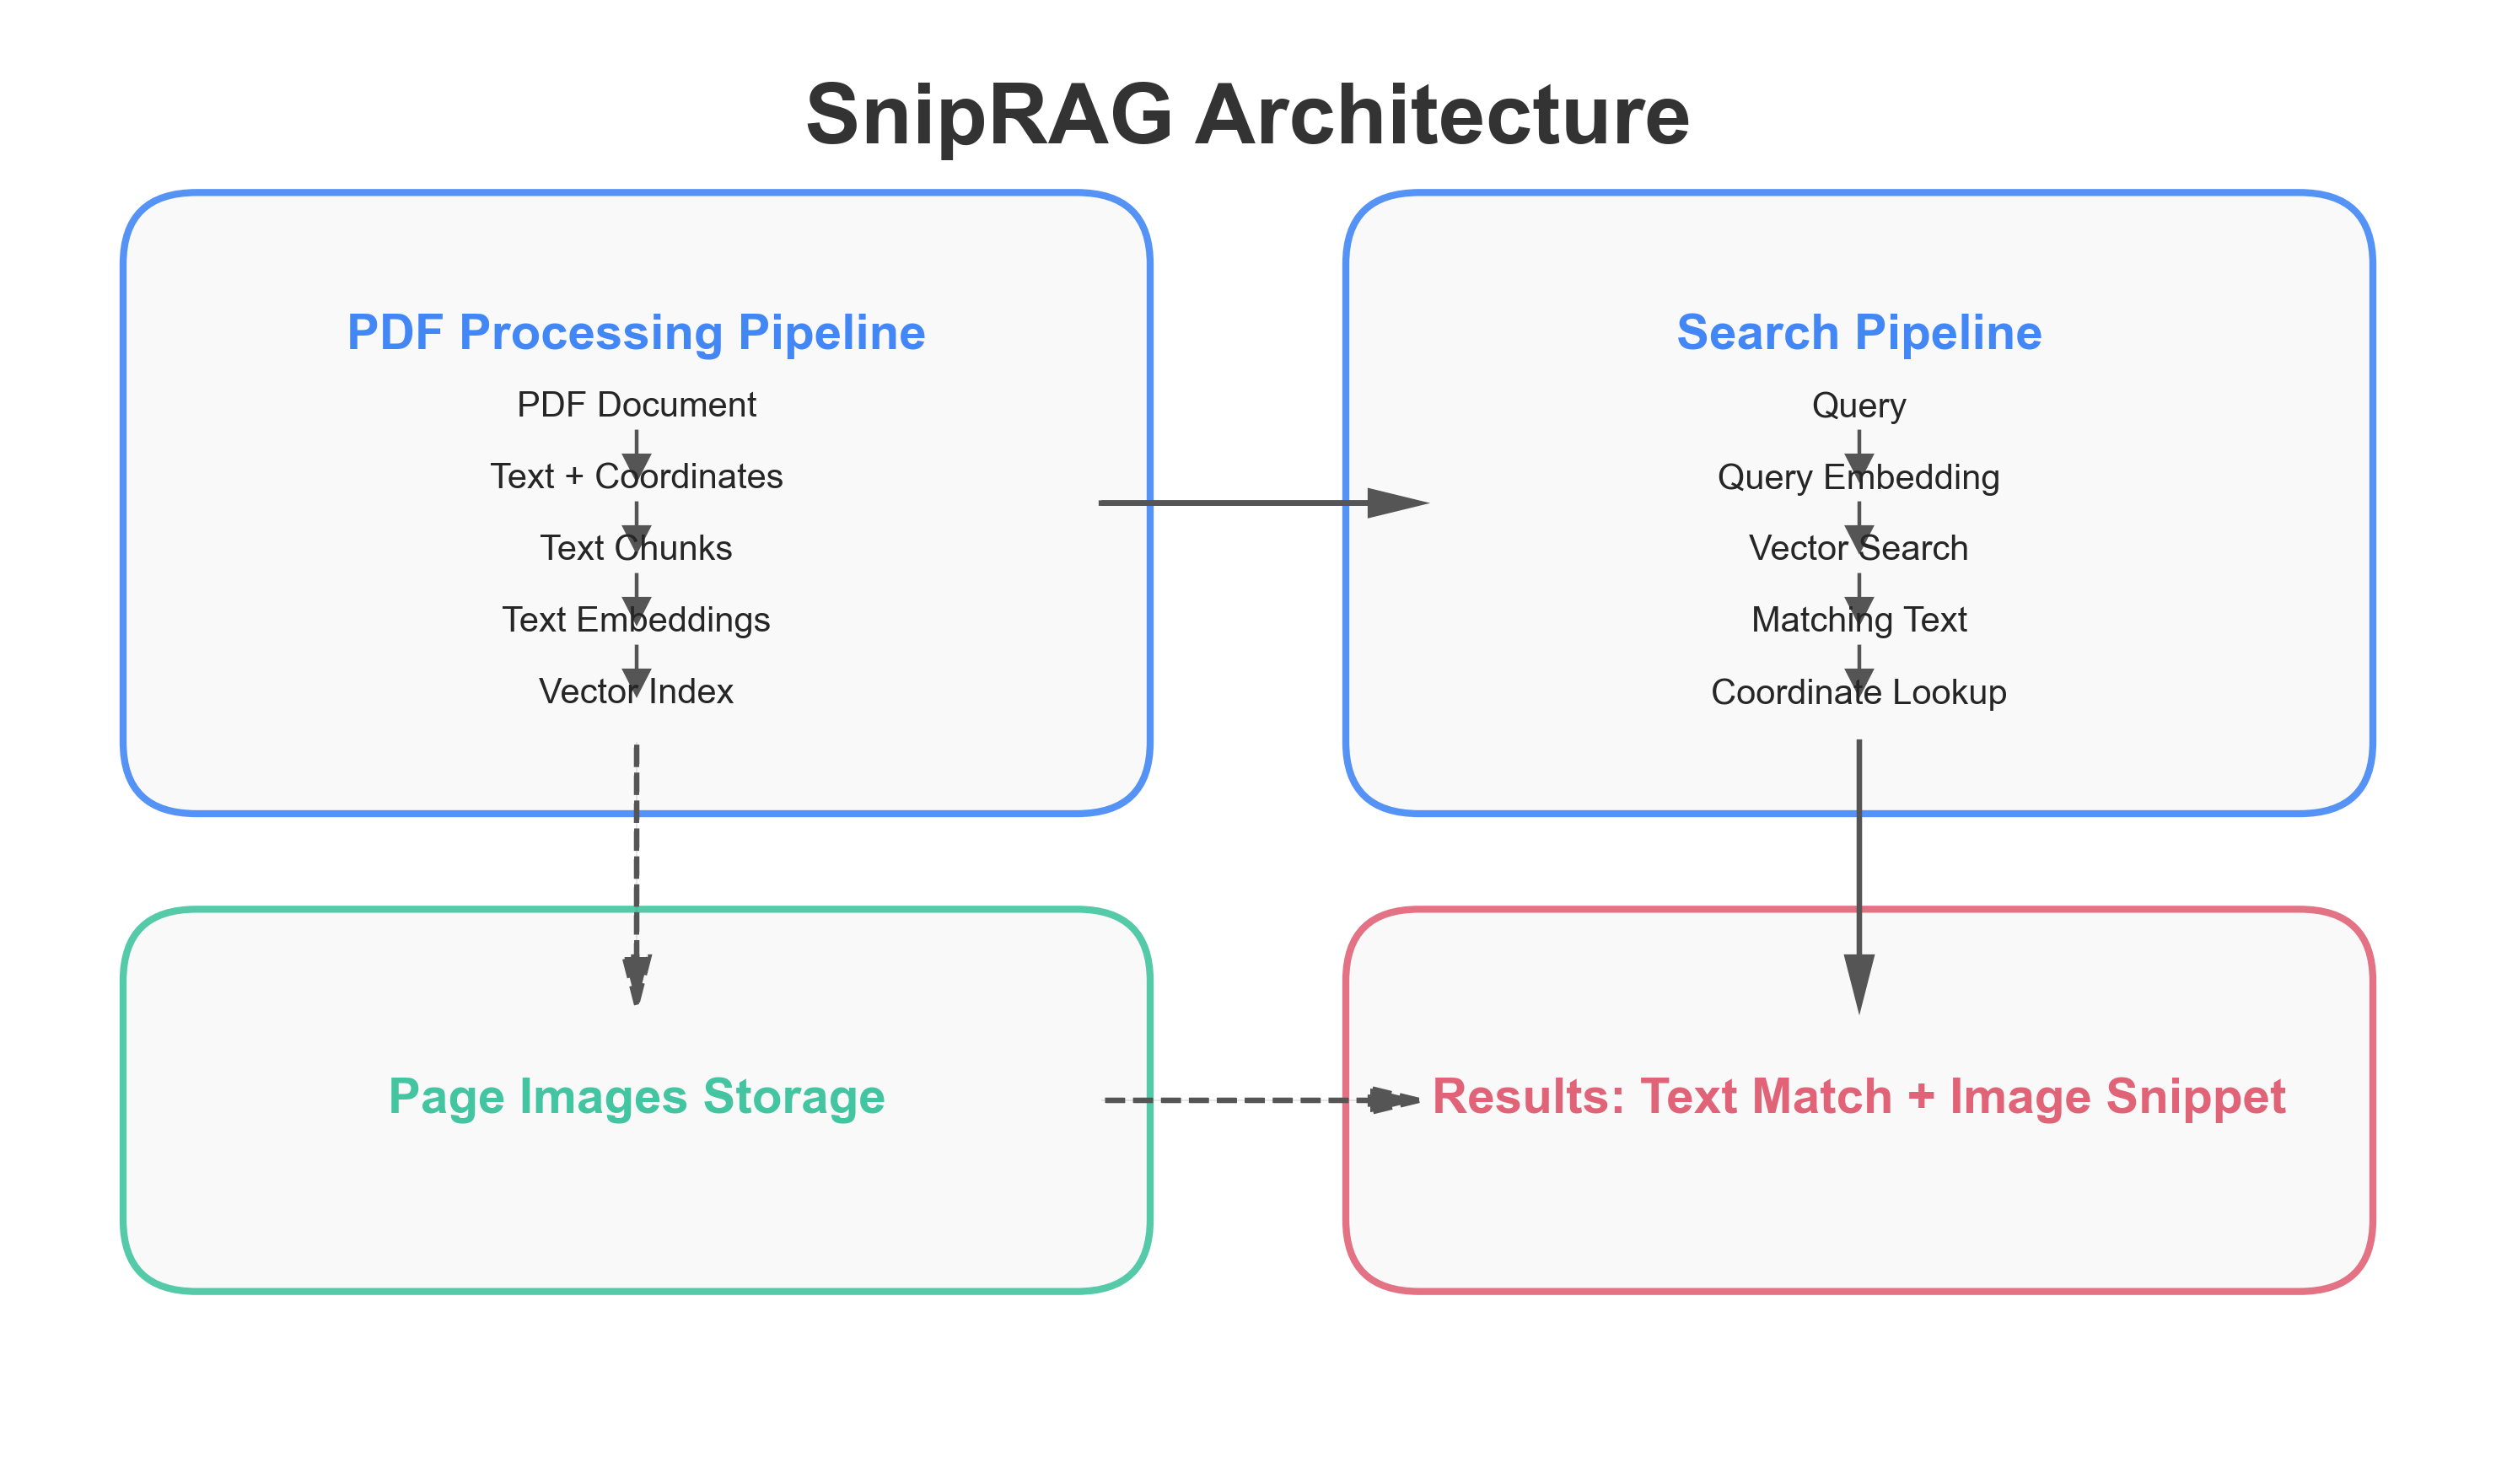 SnipRAG Architecture
PDF Processing Pipeline
PDF Document
Text + Coordinates
Text Chunks
Text Embeddings
Vector Index
Search Pipeline
Query
Query Embedding
Vector Search
Matching Text
Coordinate Lookup
Page Images Storage
Results: Text Match + Image Snippet